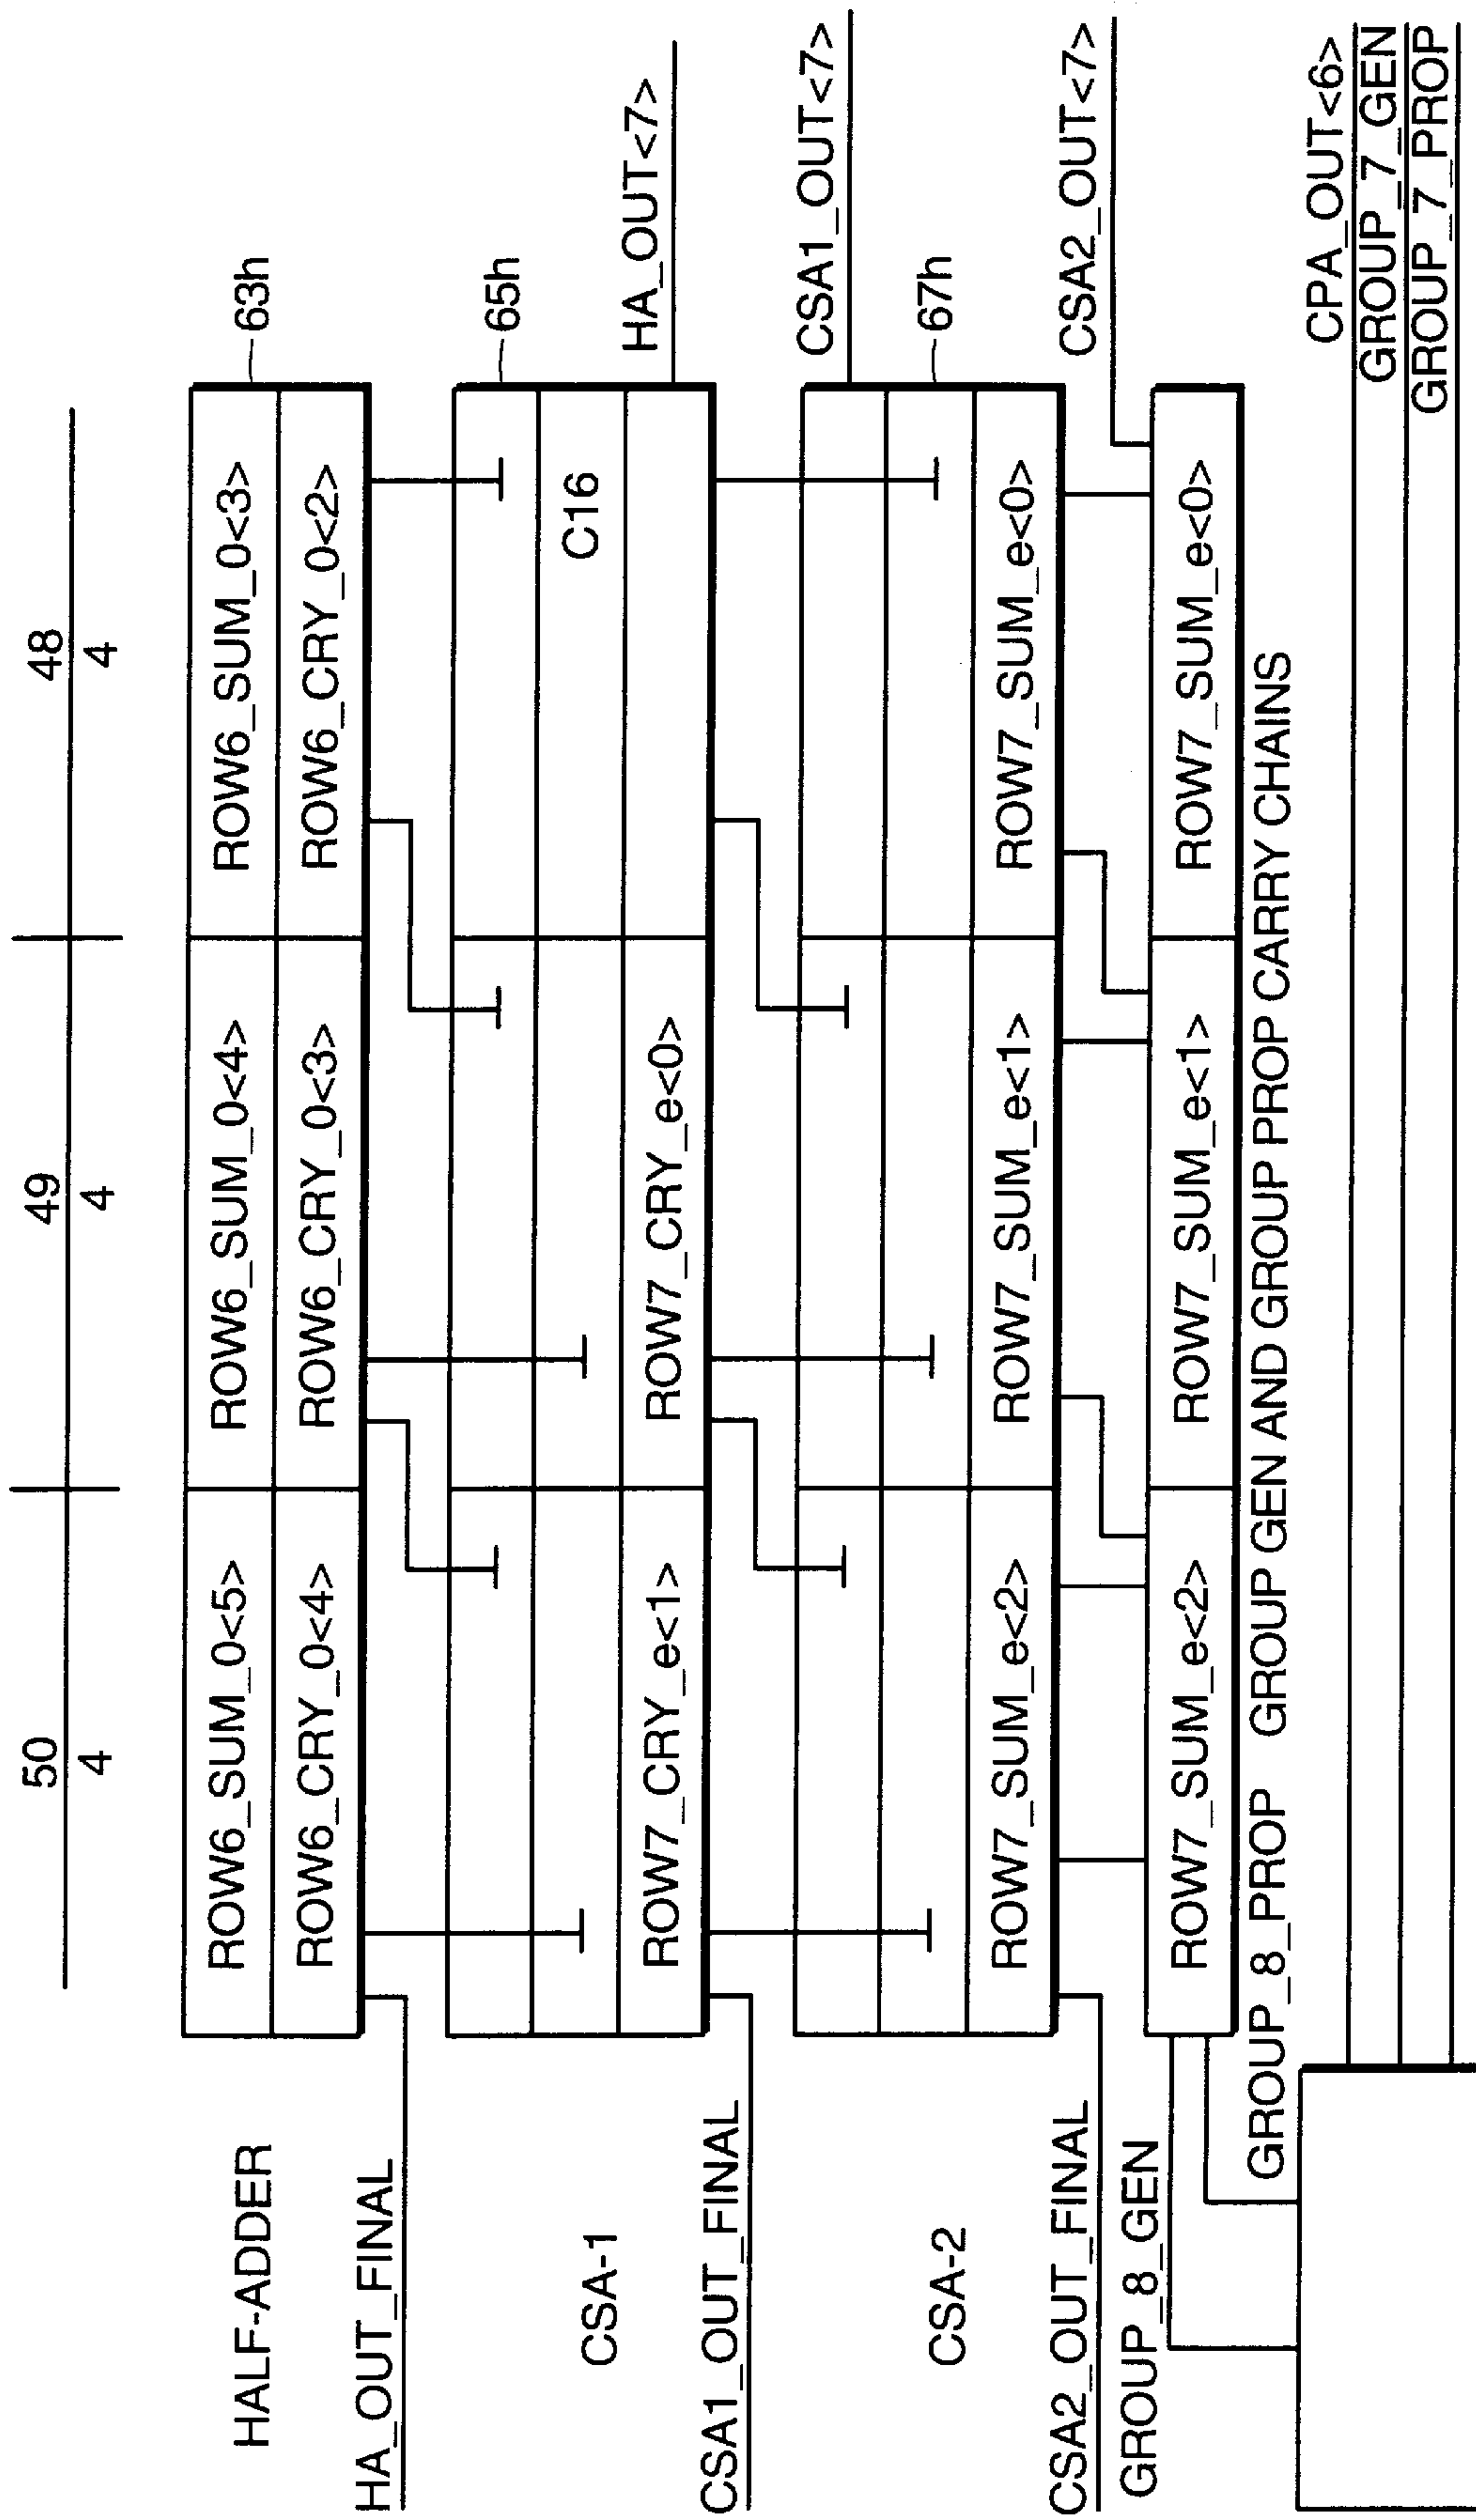 50 49 48
4 4 4
ROW6_SUM_0<5> ROW6_SUM_0<4> ROW6_SUM_0<3>
HALF-ADDER 63h
ROW6_CRY_0<4> ROW6_CRY_0<3> ROW6_CRY_0<2>
HA_OUT_FINAL
65h
CSA-1 C16
HA_OUT<7>
ROW7_CRY_e<1> ROW7_CRY_e<0>
CSA1_OUT_FINAL
CSA1_OUT<7>
CSA-2 67h
ROW7_SUM_e<2> ROW7_SUM_e<1> ROW7_SUM_e<0>
CSA2_OUT_FINAL CSA2_OUT<7>
GROUP_8_GEN
ROW7_SUM_e<2> ROW7_SUM_e<1> ROW7_SUM_e<0>
GROUP_8_PROP GROUP GEN AND GROUP PROP CARRY CHAINS
CPA_OUT<6>
GROUP_7_GEN
GROUP_7_PROP